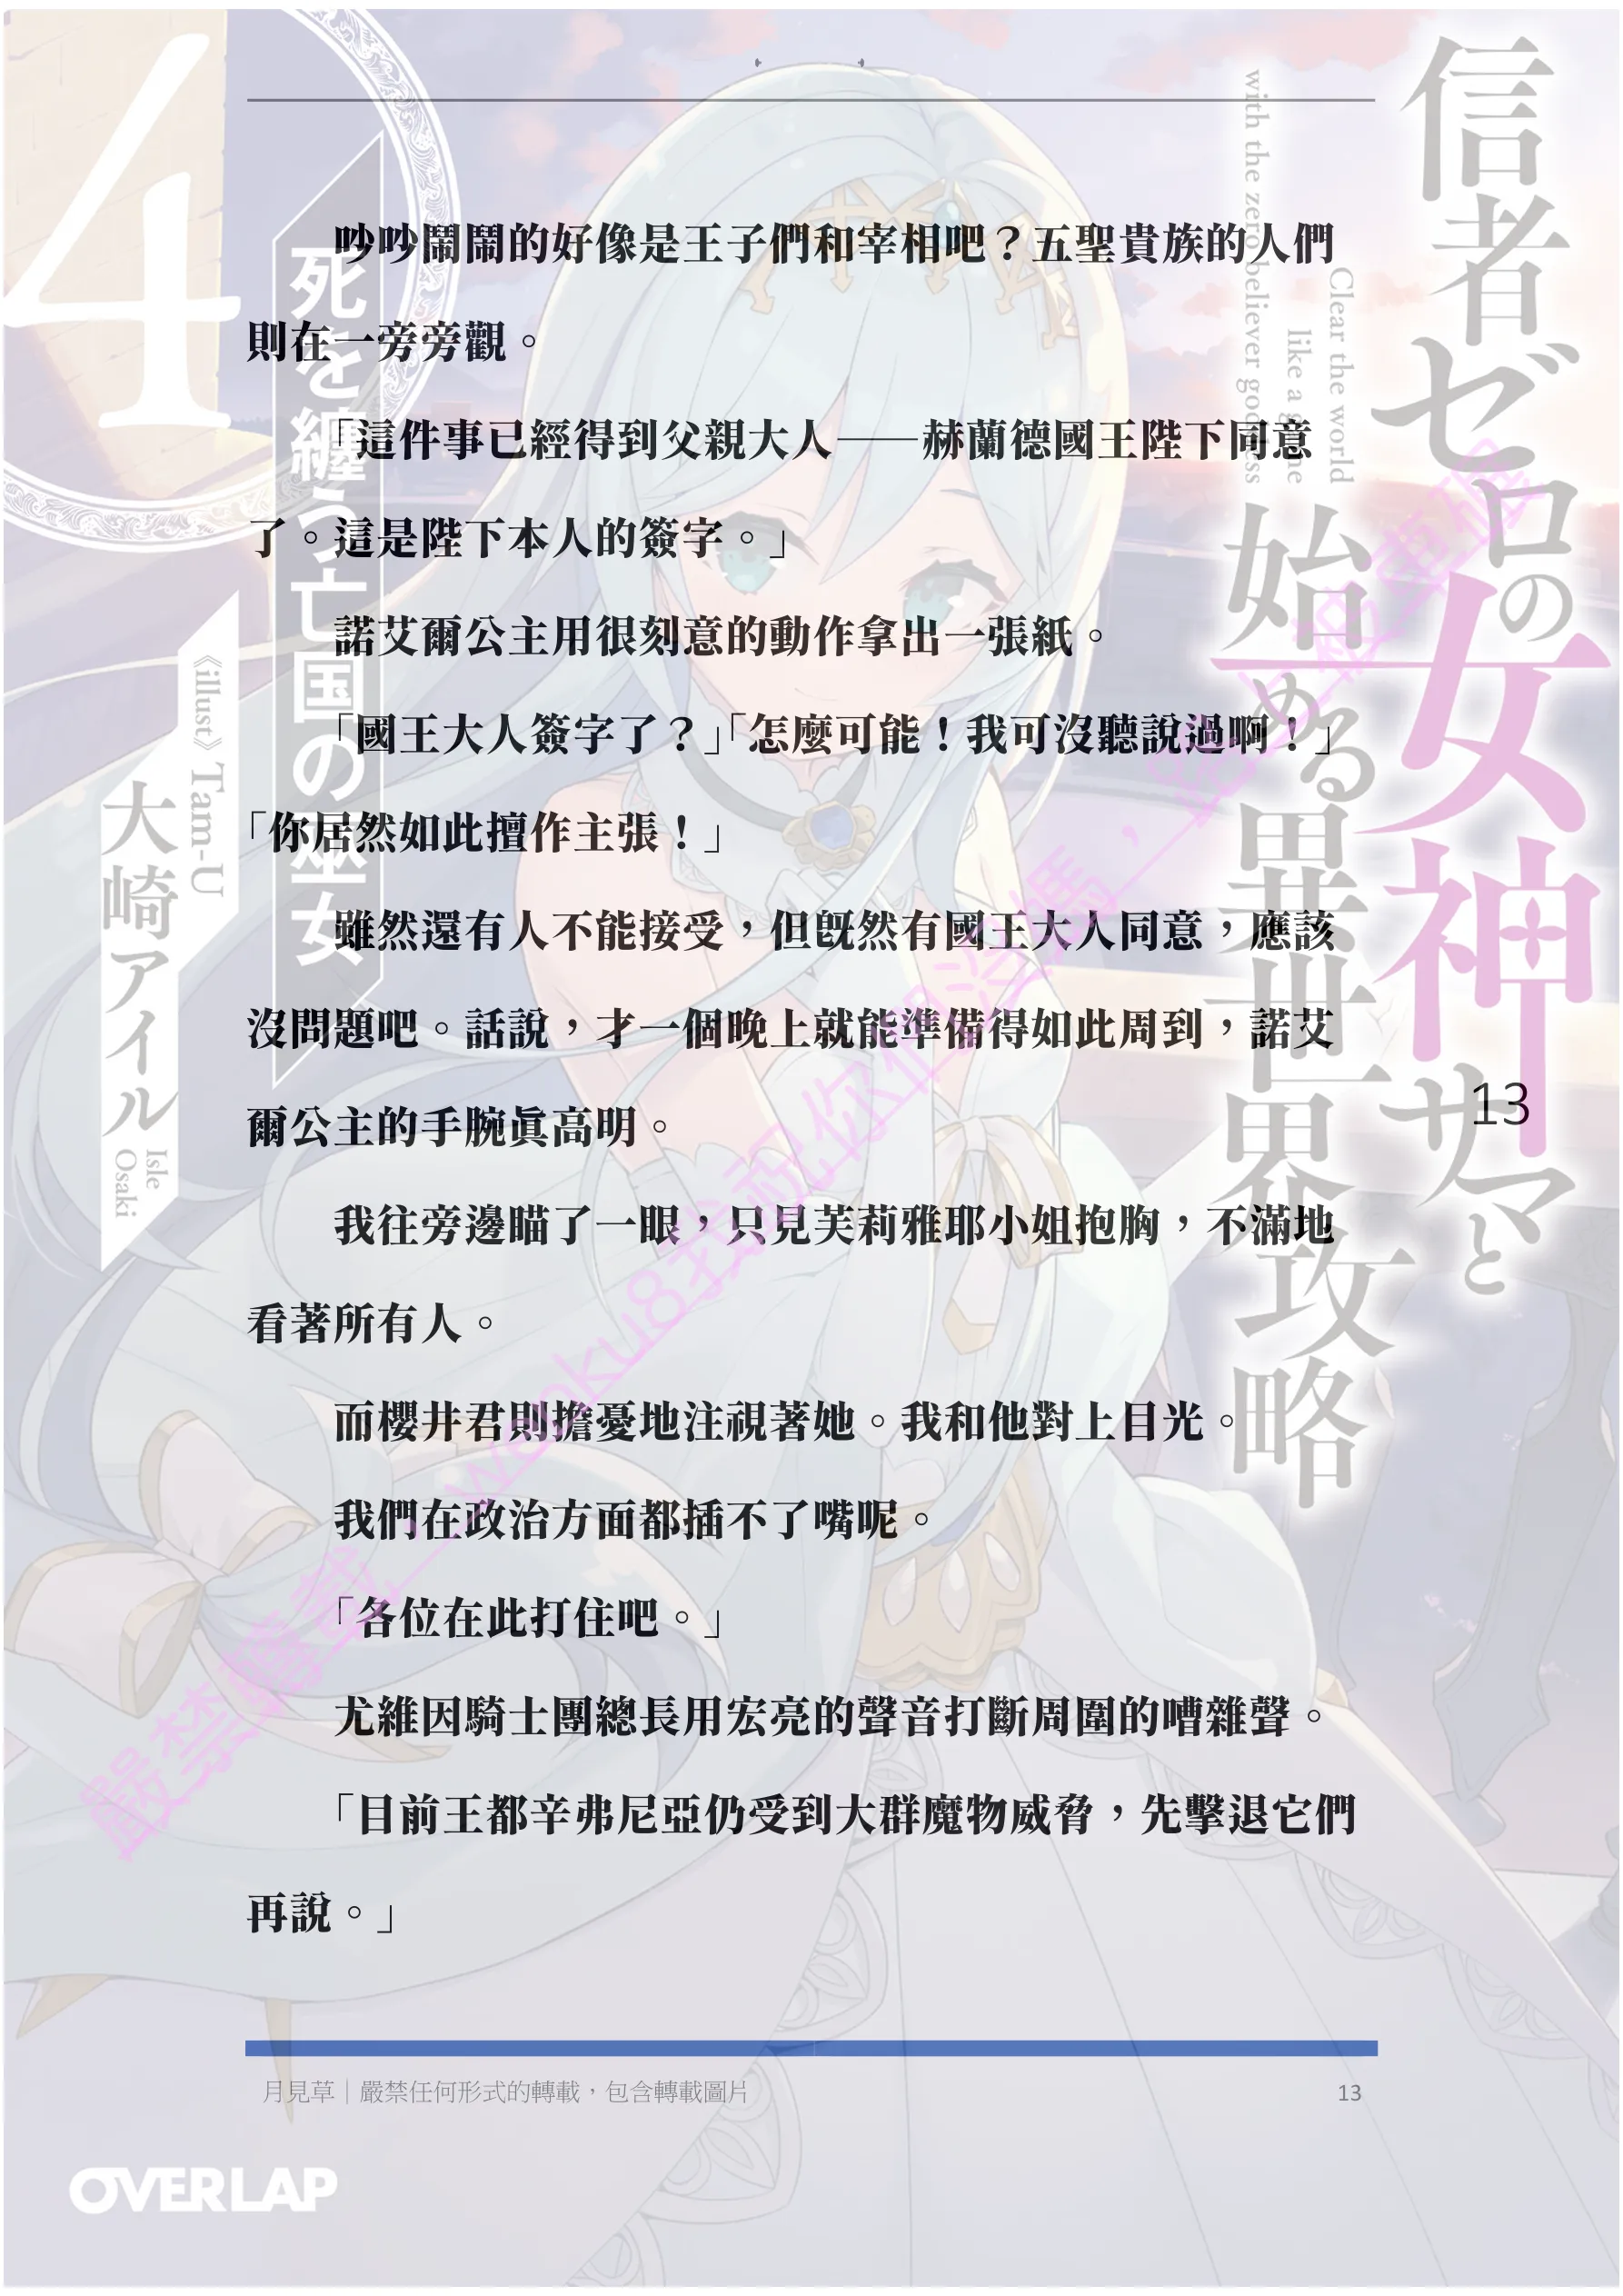 吵吵鬧鬧的好像是王子們和宰相吧？五聖貴族的人們
則在一旁旁觀。
「這件事已經得到父親大人——赫蘭德國王陛下同意
了。這是陛下本人的簽字。」
諾艾爾公主用很刻意的動作拿出一張紙。
「國王大人簽字了？」「怎麼可能！我可沒聽說過啊！」
「你居然如此擅作主張！」
雖然還有人不能接受，但既然有國王大人同意，應該
沒問題吧。話說，才一個晚上就能準備得如此周到，諾艾
爾公主的手腕真高明。
我往旁邊瞄了一眼，只見芙莉雅耶小姐抱胸，不滿地
看著所有人。
而櫻井君則擔憂地注視著她。我和他對上目光。
我們在政治方面都插不了嘴呢。
「各位在此打住吧。」
尤維因騎士團總長用宏亮的聲音打斷周圍的嘈雜聲。
「目前王都辛弗尼亞仍受到大群魔物威脅，先擊退它們
再說。」
月見草｜嚴禁任何形式的轉載，包含轉載圖片
13
13
信者ゼロの女神サマと
始める異世界攻略
Clear the world
like a game
with the zero believer goddess
4
死を纏う亡国の巫女
《illust》Tam-U
大崎アイル
Isle
Osaki
OVERLAP